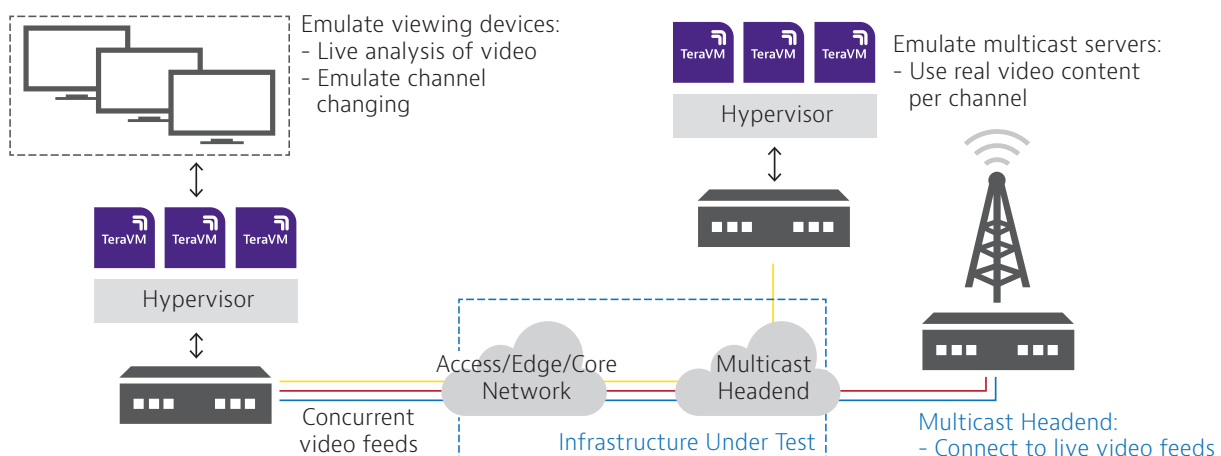 Emulate viewing devices:
- Live analysis of video
- Emulate channel
changing
TeraVM
TeraVM
TeraVM
Hypervisor
TeraVM
TeraVM
TeraVM
Hypervisor
Emulate multicast servers:
- Use real video content
per channel
Access/Edge/Core
Network
Multicast
Headend
Concurrent
video feeds
Infrastructure Under Test
Multicast Headend:
- Connect to live video feeds